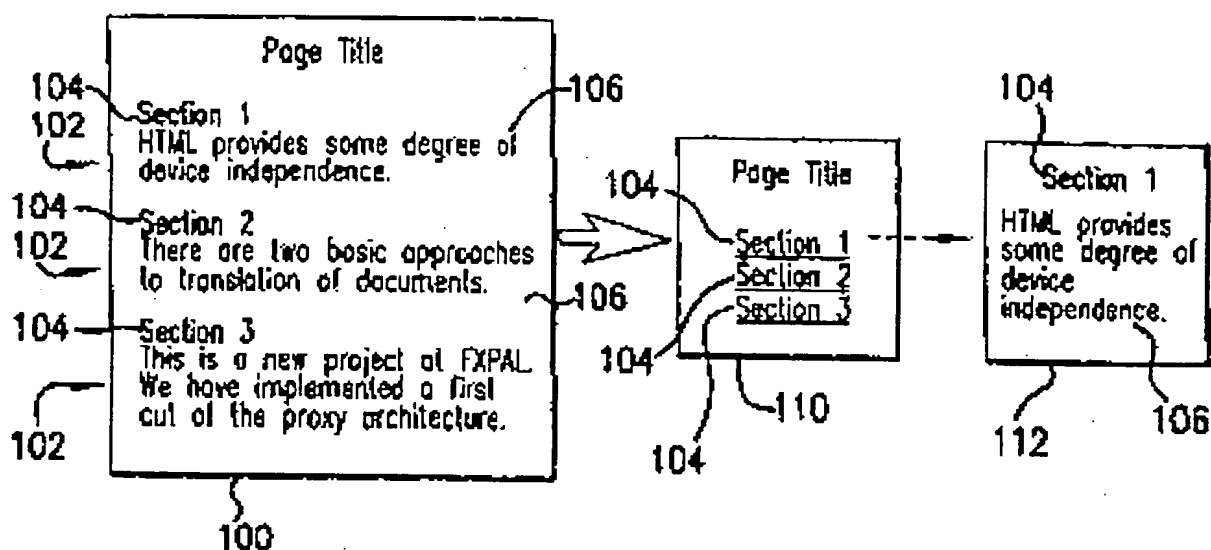 Page Title
104
106
Section 1
102
HTML provides some degree of
device independence.
104
Section 2
102
There are two basic approaches
to translation of documents.
106
104
Section 3
This is a new project at FXPAL.
102
We have implemented a first
cut of the proxy architecture.
100
Page Title
104
Section 1
Section 2
104
Section 3
104
110
104
Section 1
HTML provides
some degree of
device
independence.
106
112